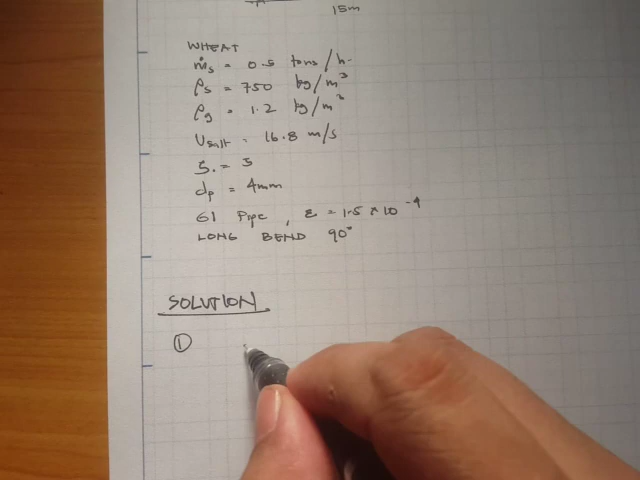 15m
WHEAT
ṁs = 0.5 tons/h.
ρs = 750 kg/m³
ρg = 1.2 kg/m³
Usalt = 16.8 m/s
dp = 4mm
GI Pipe, ε = 1.5 x 10⁻⁴
LONG BEND 90°
SOLUTION
①